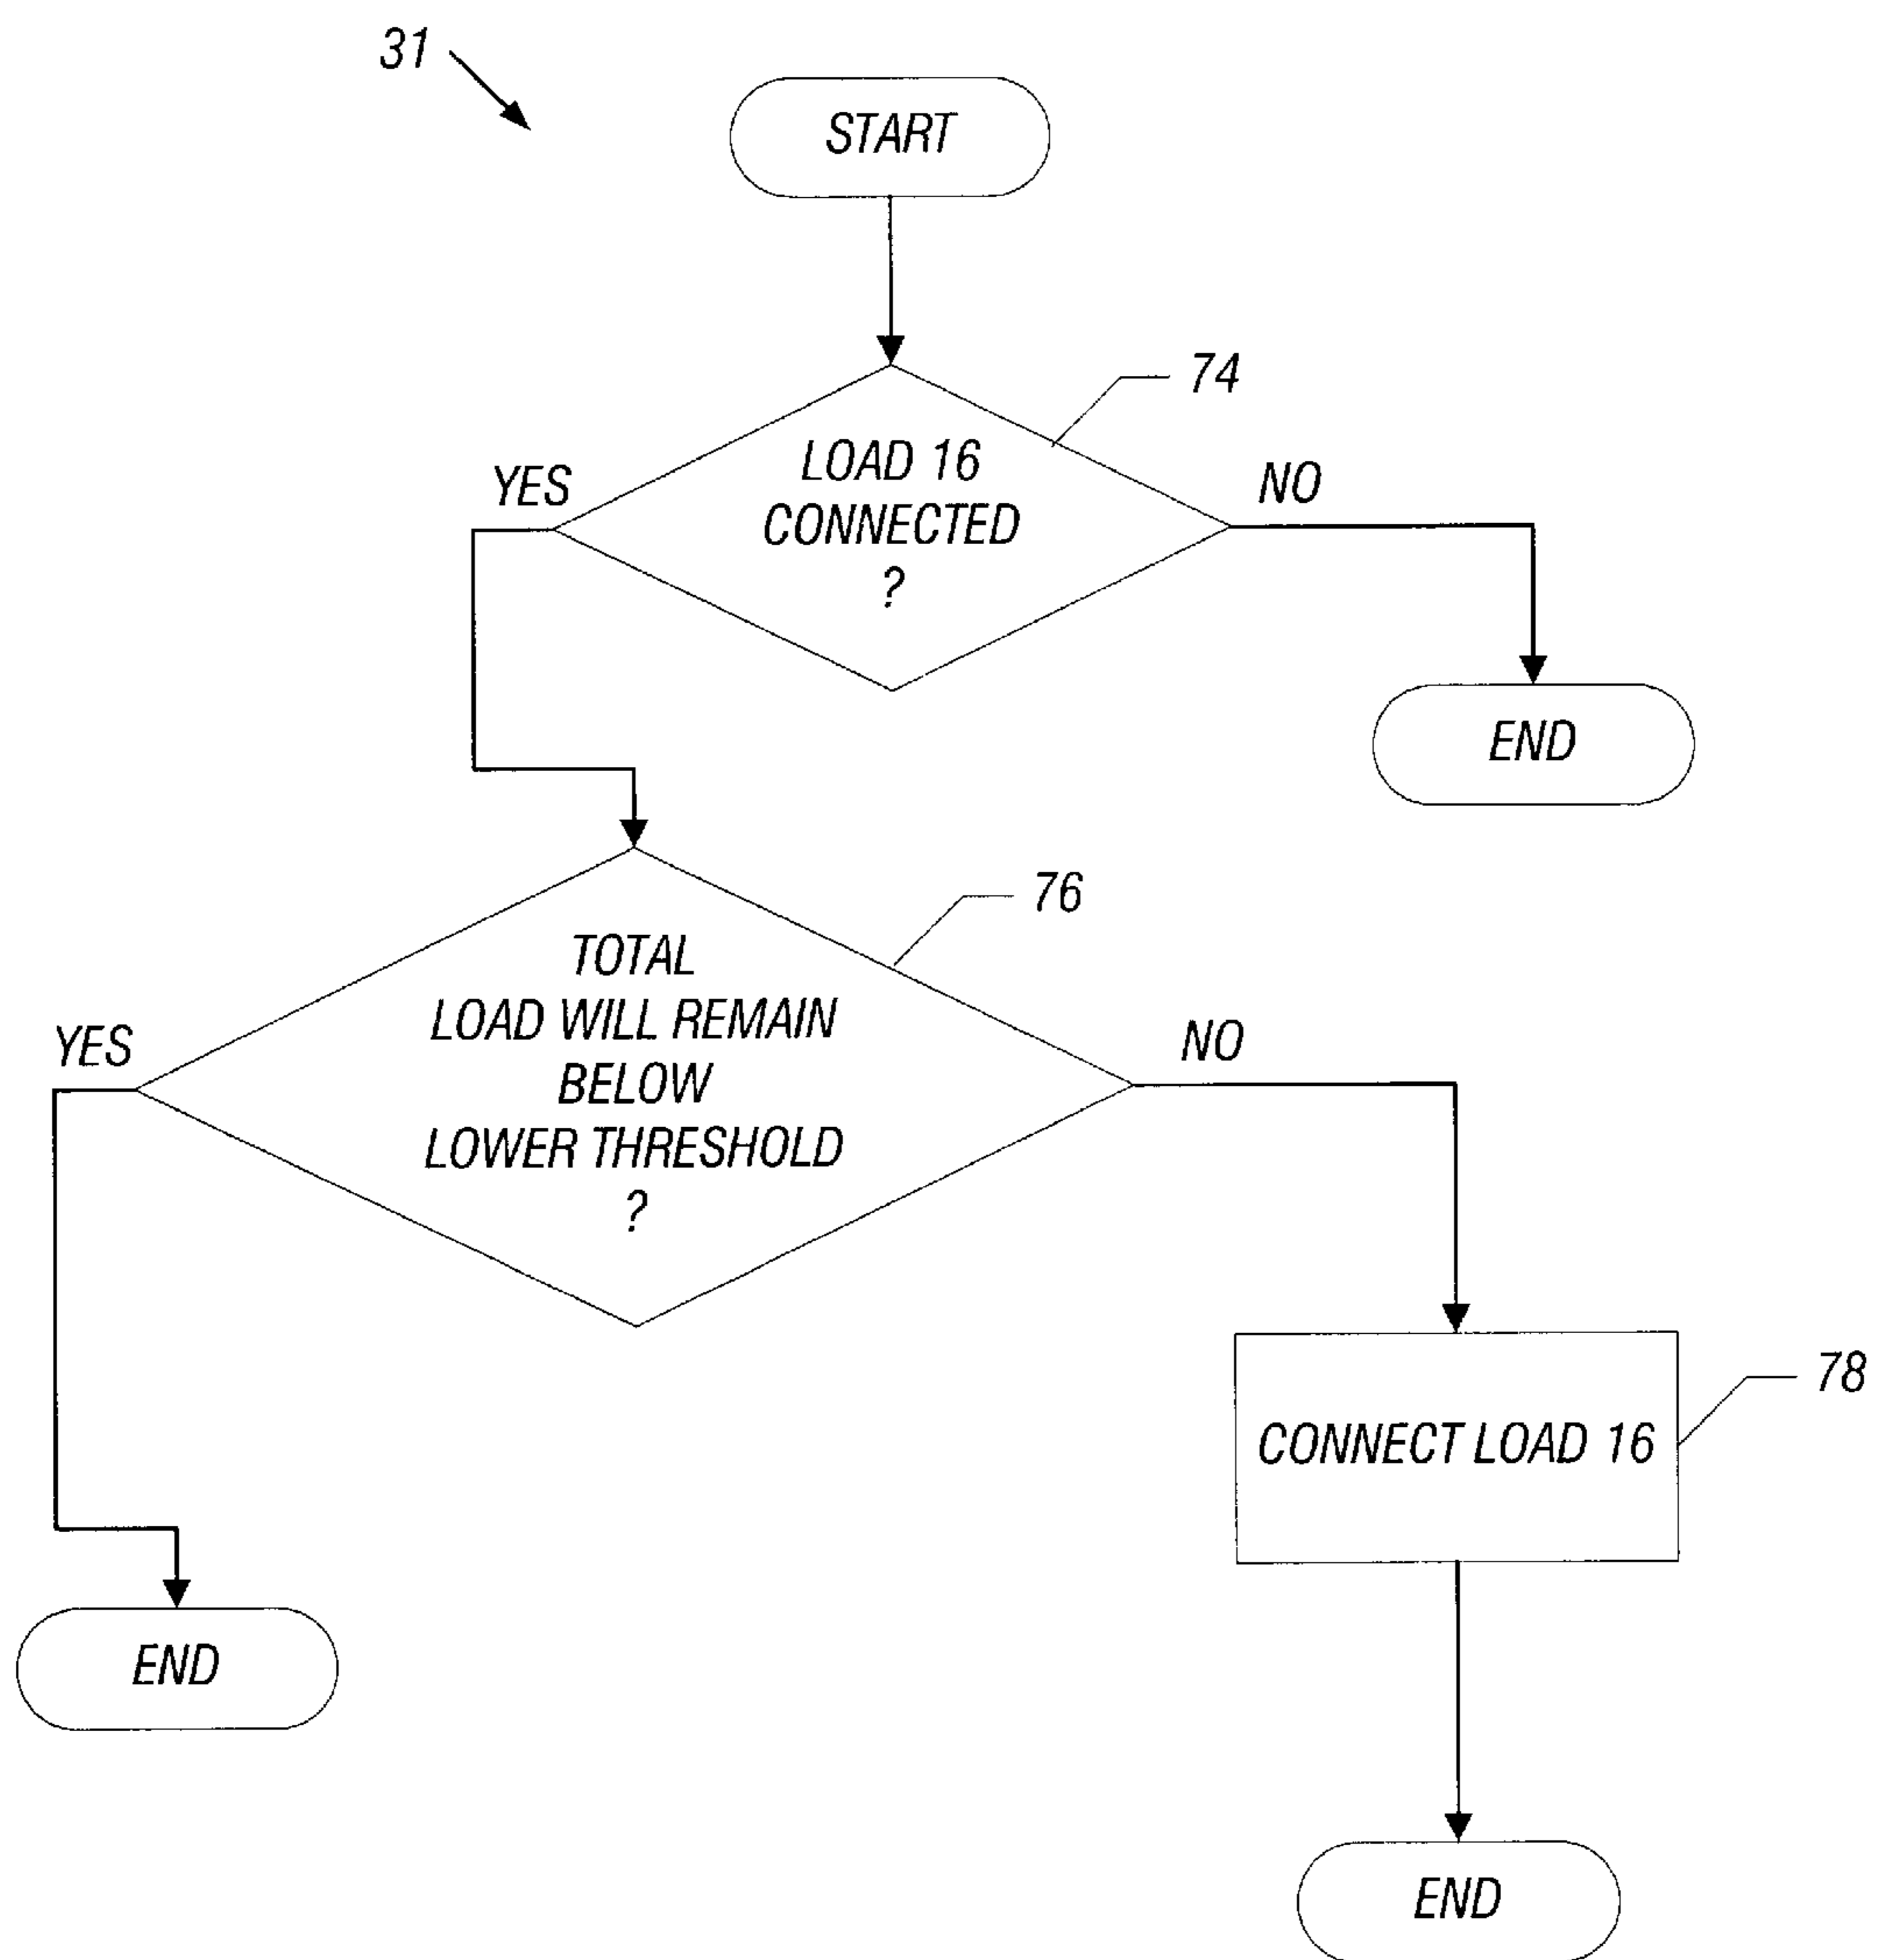 31
START
74
LOAD 16
CONNECTED
?
YES
NO
END
76
TOTAL
LOAD WILL REMAIN
BELOW
LOWER THRESHOLD
?
YES
NO
CONNECT LOAD 16
78
END
END